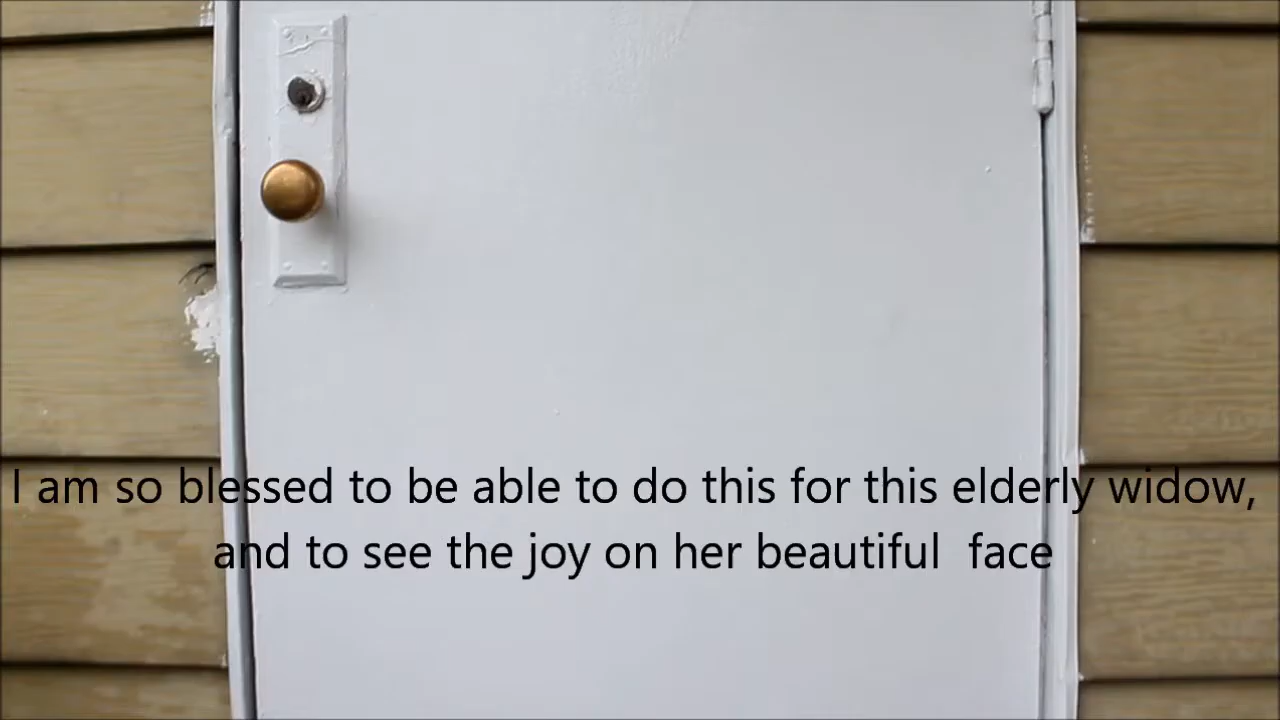 I am so blessed to be able to do this for this elderly widow,
and to see the joy on her beautiful  face